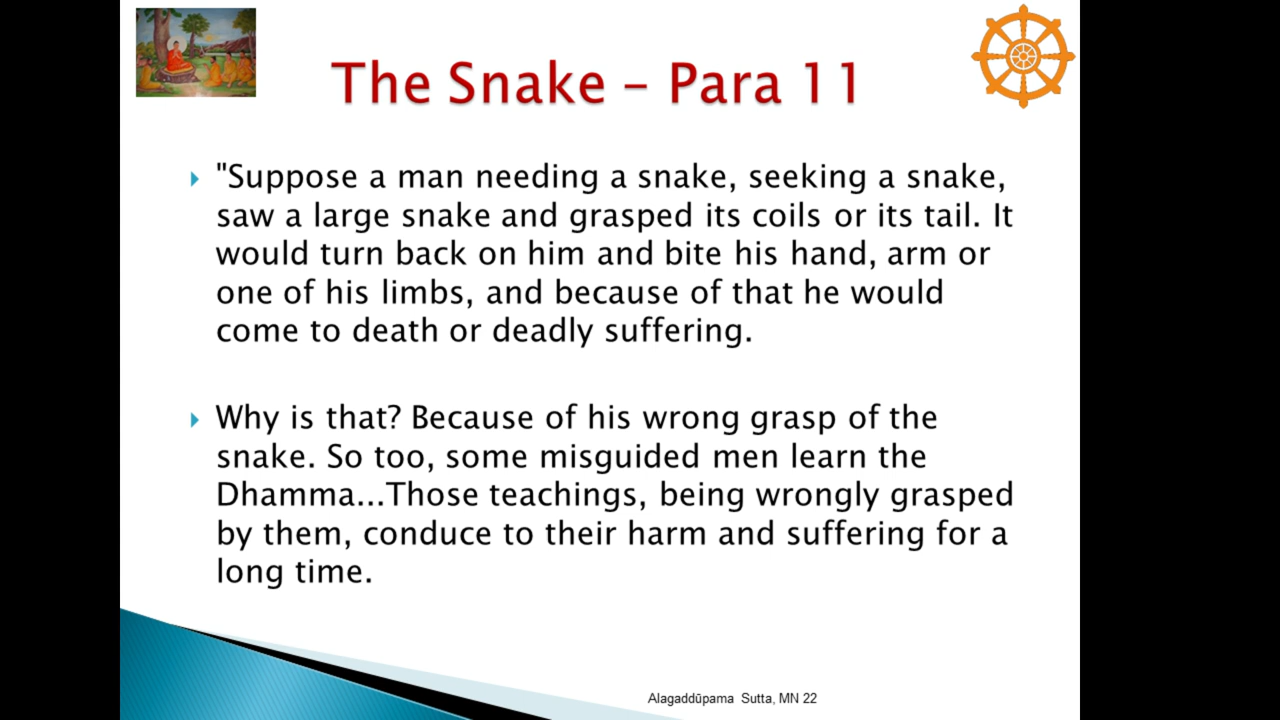 The Snake – Para 11
"Suppose a man needing a snake, seeking a snake,
saw a large snake and grasped its coils or its tail. It
would turn back on him and bite his hand, arm or
one of his limbs, and because of that he would
come to death or deadly suffering.
Why is that? Because of his wrong grasp of the
snake. So too, some misguided men learn the
Dhamma...Those teachings, being wrongly grasped
by them, conduce to their harm and suffering for a
long time.
Alagaddūpama Sutta, MN 22